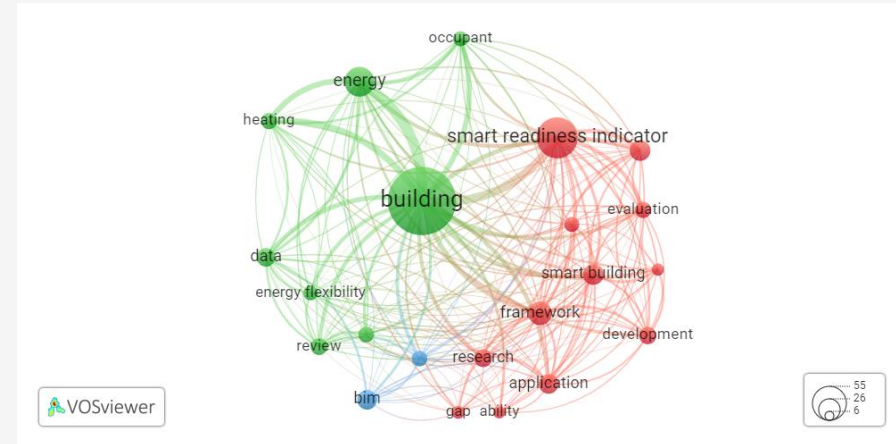 occupant
energy
heating
smart readiness indicator
building
evaluation
data
smart building
energy flexibility
framework
development
review
research
application
bim
gap ability
VOSviewer
55
26
6